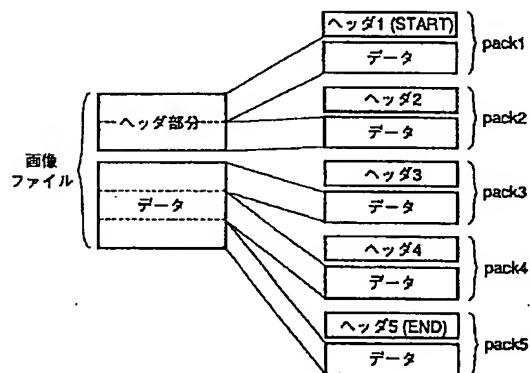 ヘッダ1 (START)
データ
pack1
ヘッダ2
データ
pack2
ヘッダ部分
画像
ファイル
データ
ヘッダ3
データ
pack3
ヘッダ4
データ
pack4
ヘッダ5 (END)
データ
pack5